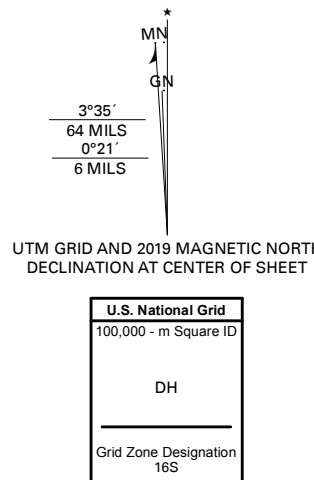 MN
GN
3°35´
64 MILS
0°21´
6 MILS
UTM GRID AND 2019 MAGNETIC NORTH
DECLINATION AT CENTER OF SHEET
U.S. National Grid
100,000 - m Square ID
DH
Grid Zone Designation
16S